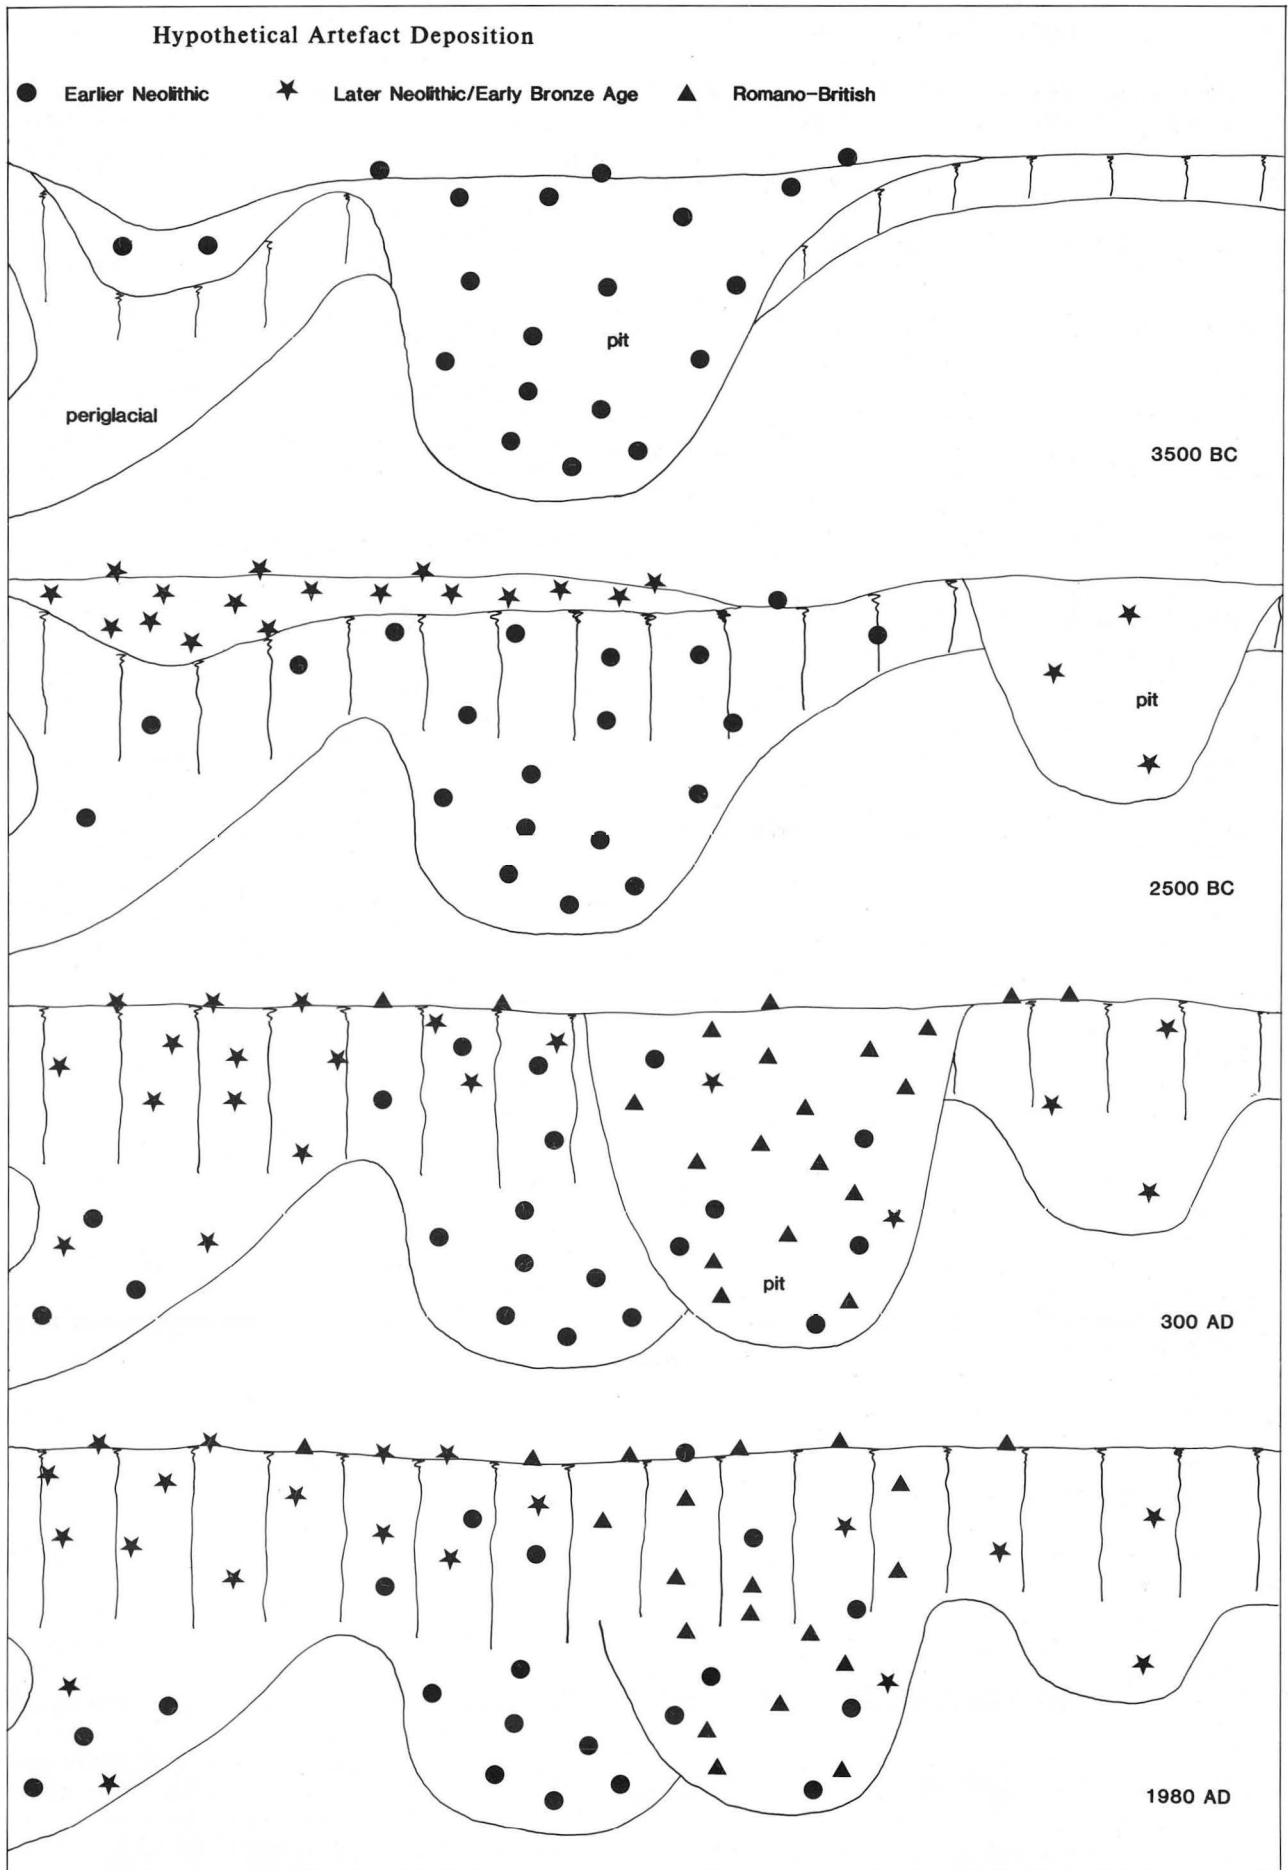 Hypothetical Artefact Deposition
Earlier Neolithic Later Neolithic/Early Bronze Age Romano-British
pit
periglacial
3500 BC
pit
2500 BC
pit
300 AD
1980 AD